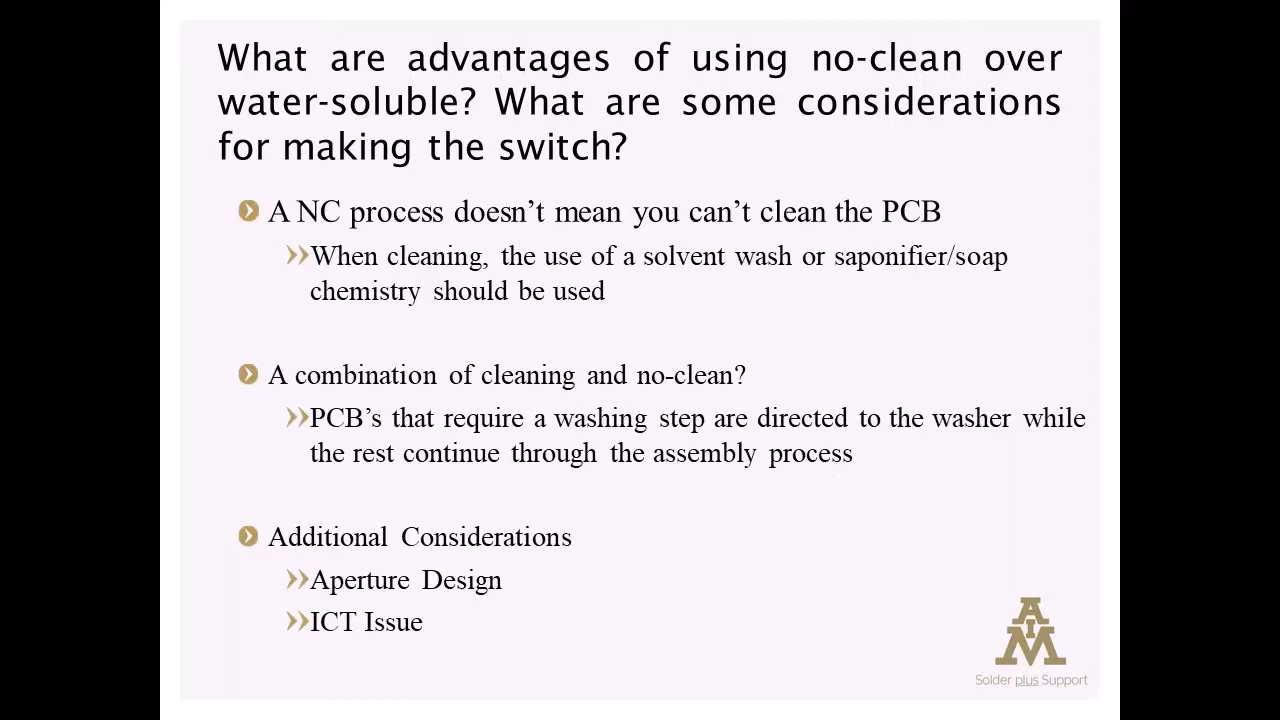 What are advantages of using no-clean over
water-soluble? What are some considerations
for making the switch?
A NC process doesn’t mean you can’t clean the PCB
When cleaning, the use of a solvent wash or saponifier/soap
chemistry should be used
A combination of cleaning and no-clean?
PCB’s that require a washing step are directed to the washer while
the rest continue through the assembly process
Additional Considerations
Aperture Design
ICT Issue
AIM
Solder plus Support